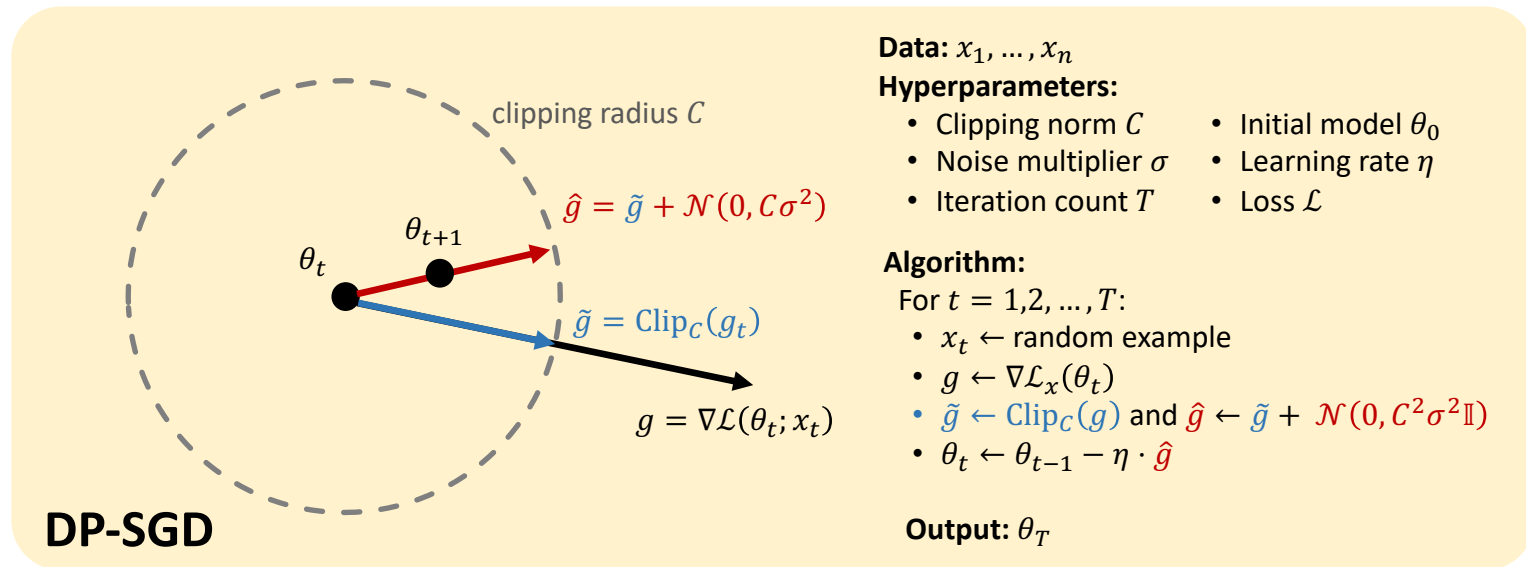 clipping radius C
ĝ = g̃ + 𝒩(0, Cσ²)
θ_{t+1}
θ_t
g̃ = Clip_C(g_t)
g = ∇ℒ(θ_t; x_t)
DP-SGD
Data: x_1, … , x_n
Hyperparameters:
• Clipping norm C • Initial model θ_0
• Noise multiplier σ • Learning rate η
• Iteration count T • Loss ℒ
Algorithm:
For t = 1,2, … , T:
• x_t ← random example
• g ← ∇ℒ_x(θ_t)
• g̃ ← Clip_C(g) and ĝ ← g̃ + 𝒩(0, C²σ²𝕀)
• θ_t ← θ_{t−1} − η · ĝ
Output: θ_T